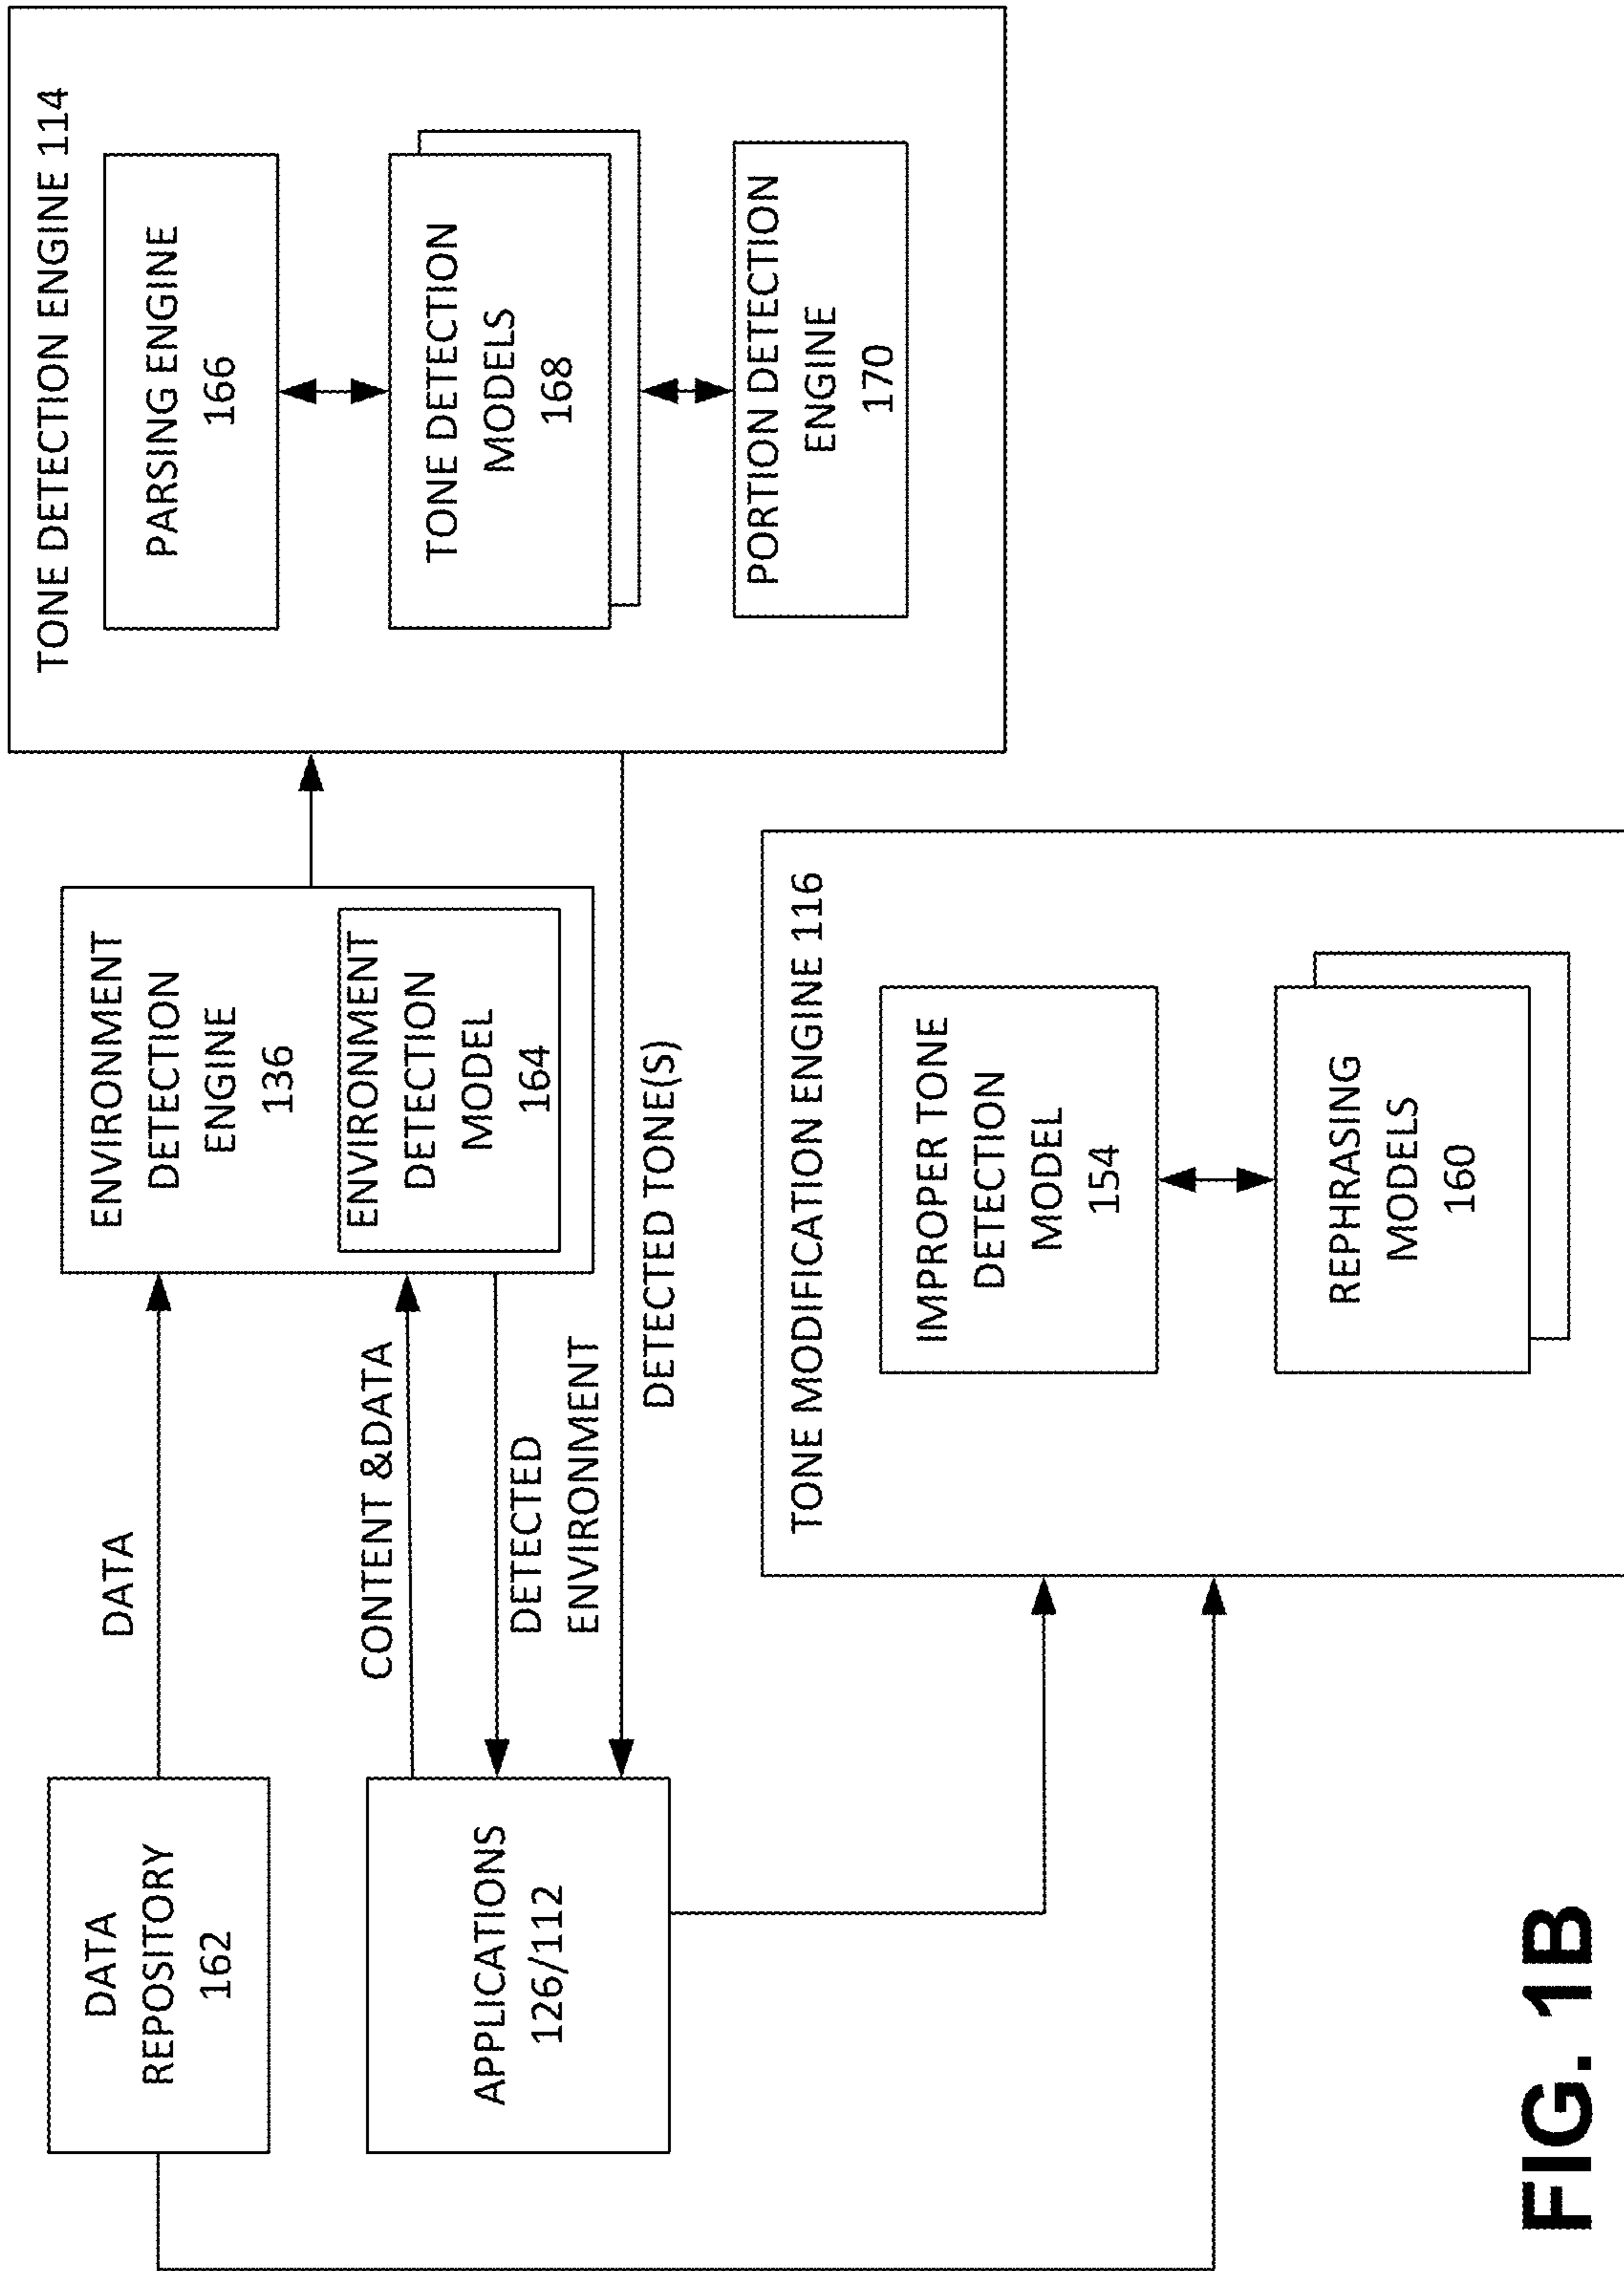 DATA
REPOSITORY
162
DATA
ENVIRONMENT
DETECTION
ENGINE
136
ENVIRONMENT
DETECTION
MODEL
164
TONE DETECTION ENGINE 114
PARSING ENGINE
166
TONE DETECTION
MODELS
168
PORTION DETECTION
ENGINE
170
APPLICATIONS
126/112
CONTENT &DATA
DETECTED
ENVIRONMENT
DETECTED TONE(S)
TONE MODIFICATION ENGINE 116
IMPROPER TONE
DETECTION
MODEL
154
REPHRASING
MODELS
160
FIG. 1B